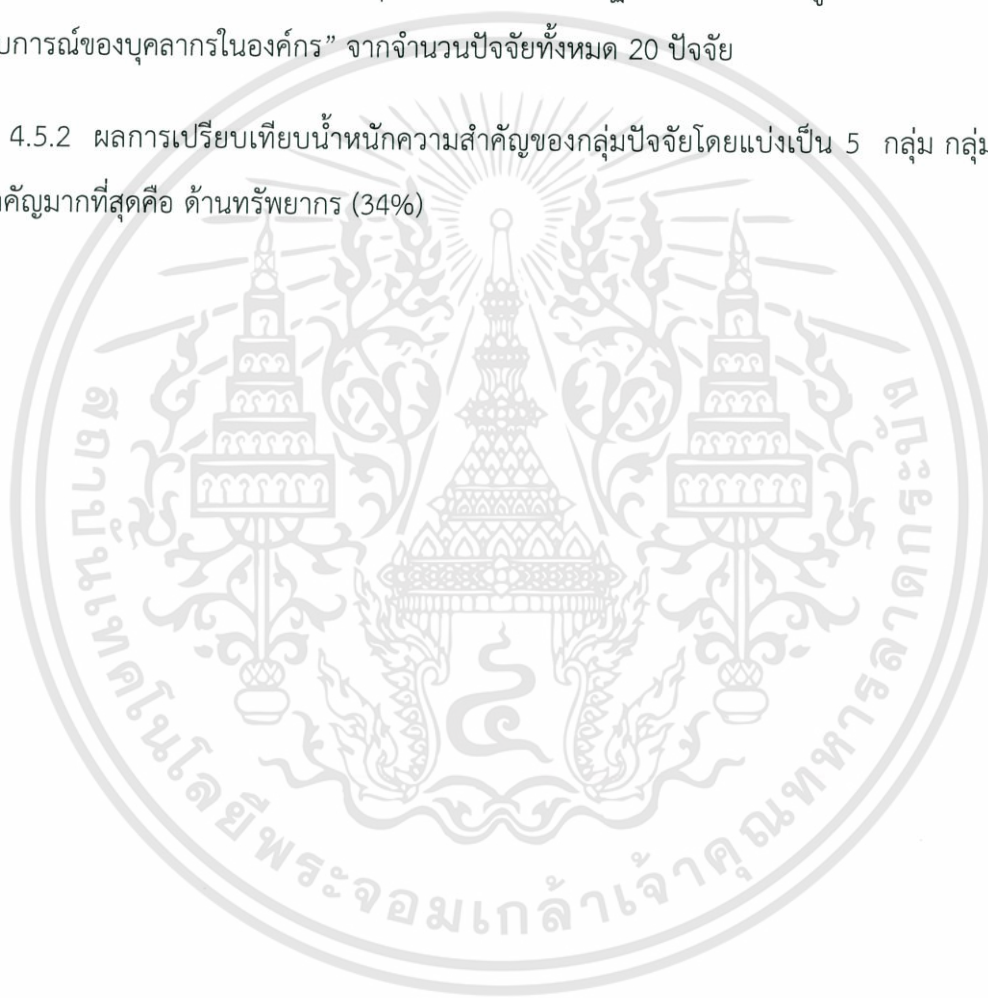 บการณ์ของบุคลากรในองค์กร” จากจำนวนปัจจัยทั้งหมด 20 ปัจจัย
4.5.2 ผลการเปรียบเทียบน้ำหนักความสำคัญของกลุ่มปัจจัยโดยแบ่งเป็น 5 กลุ่ม กลุ่ม
คัญมากที่สุดคือ ด้านทรัพยากร (34%)
สถาบันเทคโนโลยีพระจอมเกล้าเจ้าคุณทหารลาดกระบัง
๔